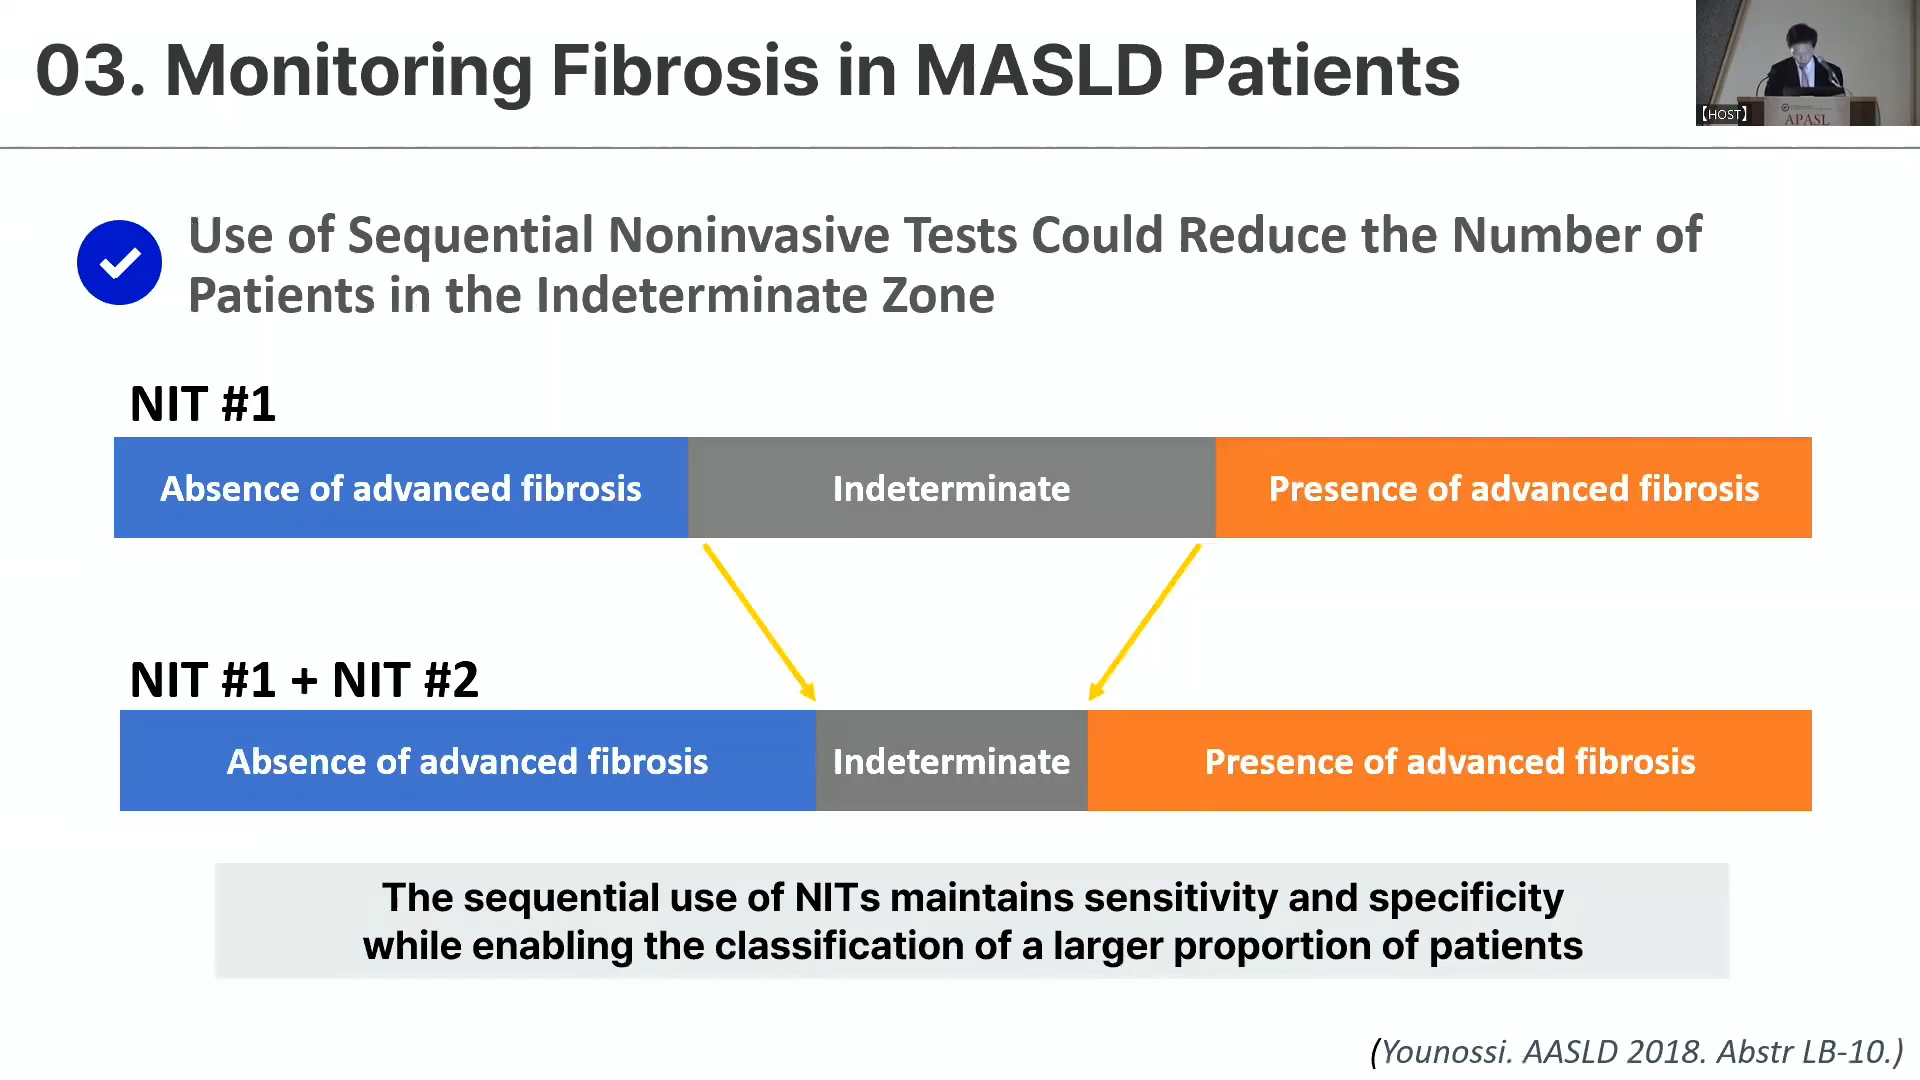 03. Monitoring Fibrosis in MASLD Patients
【HOST】
APASL
Use of Sequential Noninvasive Tests Could Reduce the Number of
Patients in the Indeterminate Zone
NIT #1
Absence of advanced fibrosis
Indeterminate
Presence of advanced fibrosis
NIT #1 + NIT #2
Absence of advanced fibrosis
Indeterminate
Presence of advanced fibrosis
The sequential use of NITs maintains sensitivity and specificity
while enabling the classification of a larger proportion of patients
(Younossi. AASLD 2018. Abstr LB-10.)